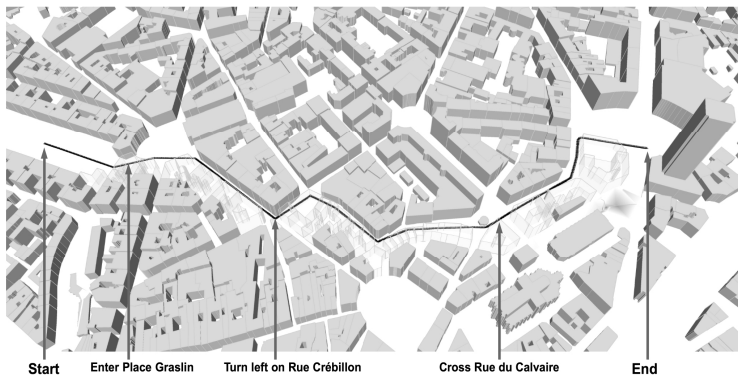 Start
Enter Place Graslin
Turn left on Rue Crébillon
Cross Rue du Calvaire
End